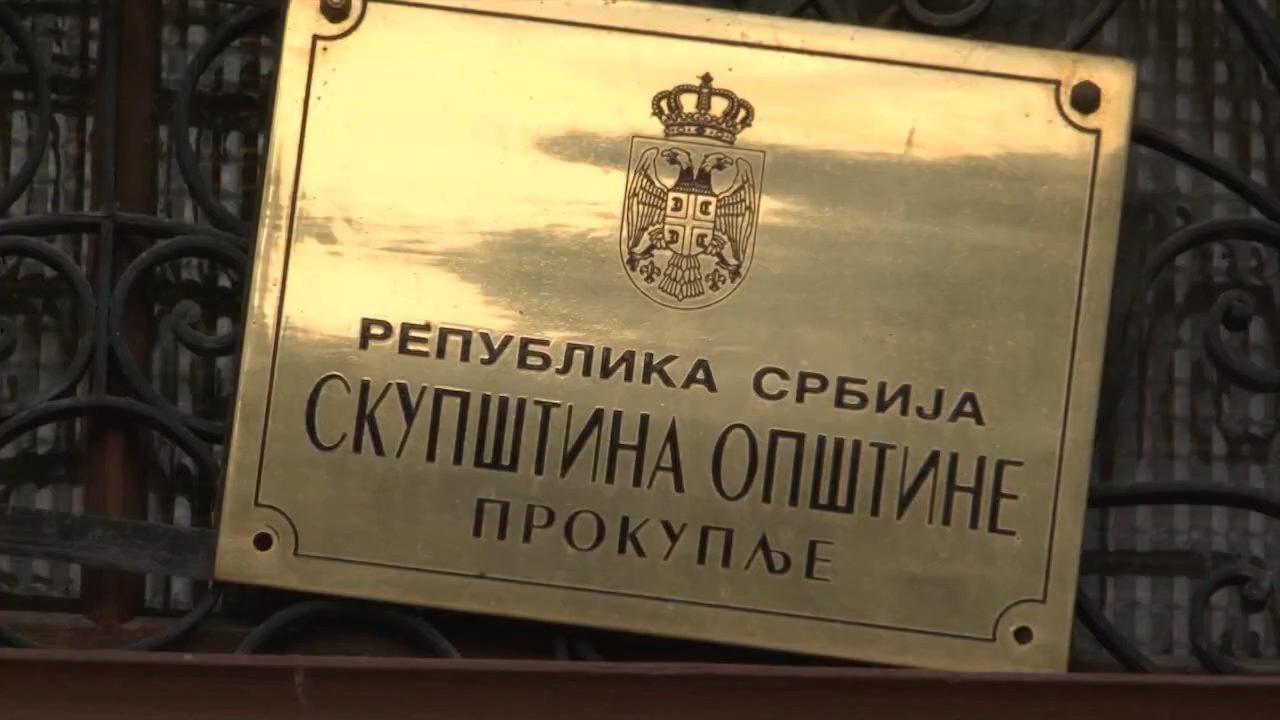 РЕПУБЛИКА СРБИЈА
СКУПШТИНА ОПШТИНЕ
ПРОКУПЉЕ